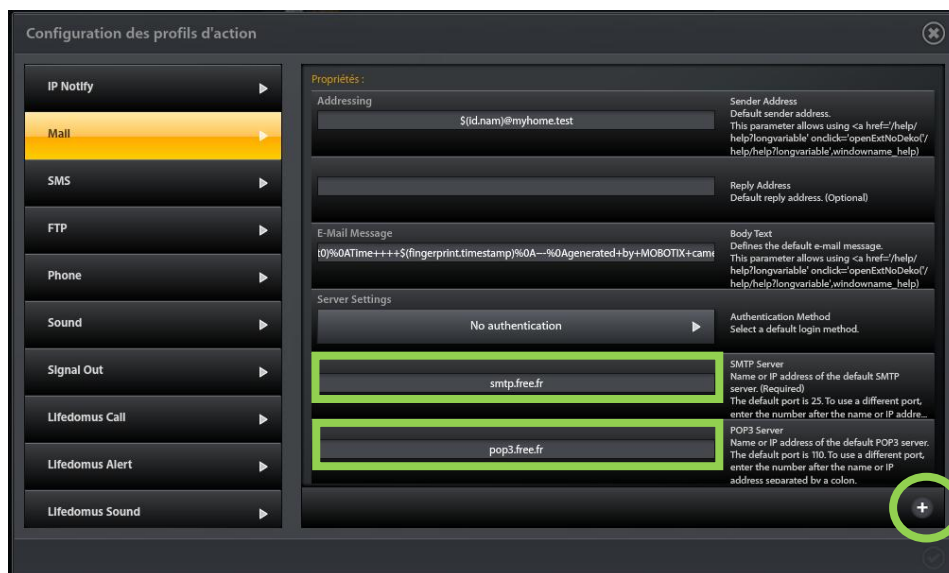 Configuration des profils d'action
IP Notify
Mail
SMS
FTP
Phone
Sound
Signal Out
Lifedomus Call
Lifedomus Alert
Lifedomus Sound
Propriétés :
Addressing
$(id.nam)@myhome.test
Sender Address
Default sender address.
This parameter allows using <a href='/help/
help?longvariable' onclick='openExtNoDeko('/
help/help?longvariable',windowname_help)
Reply Address
Default reply address. (Optional)
E-Mail Message
:0)%0ATime++++$(fingerprint.timestamp)%0A---%0Agenerated+by+MOBOTIX+came
Body Text
Defines the default e-mail message.
This parameter allows using <a href='/help/
help?longvariable' onclick='openExtNoDeko('/
help/help?longvariable',windowname_help)
Server Settings
No authentication
Authentication Method
Select a default login method.
smtp.free.fr
SMTP Server
Name or IP address of the default SMTP
server. (Required)
The default port is 25. To use a different port,
enter the number after the name or IP addre...
pop3.free.fr
POP3 Server
Name or IP address of the default POP3 server.
The default port is 110. To use a different port,
enter the number after the name or IP
address separated by a colon.
+